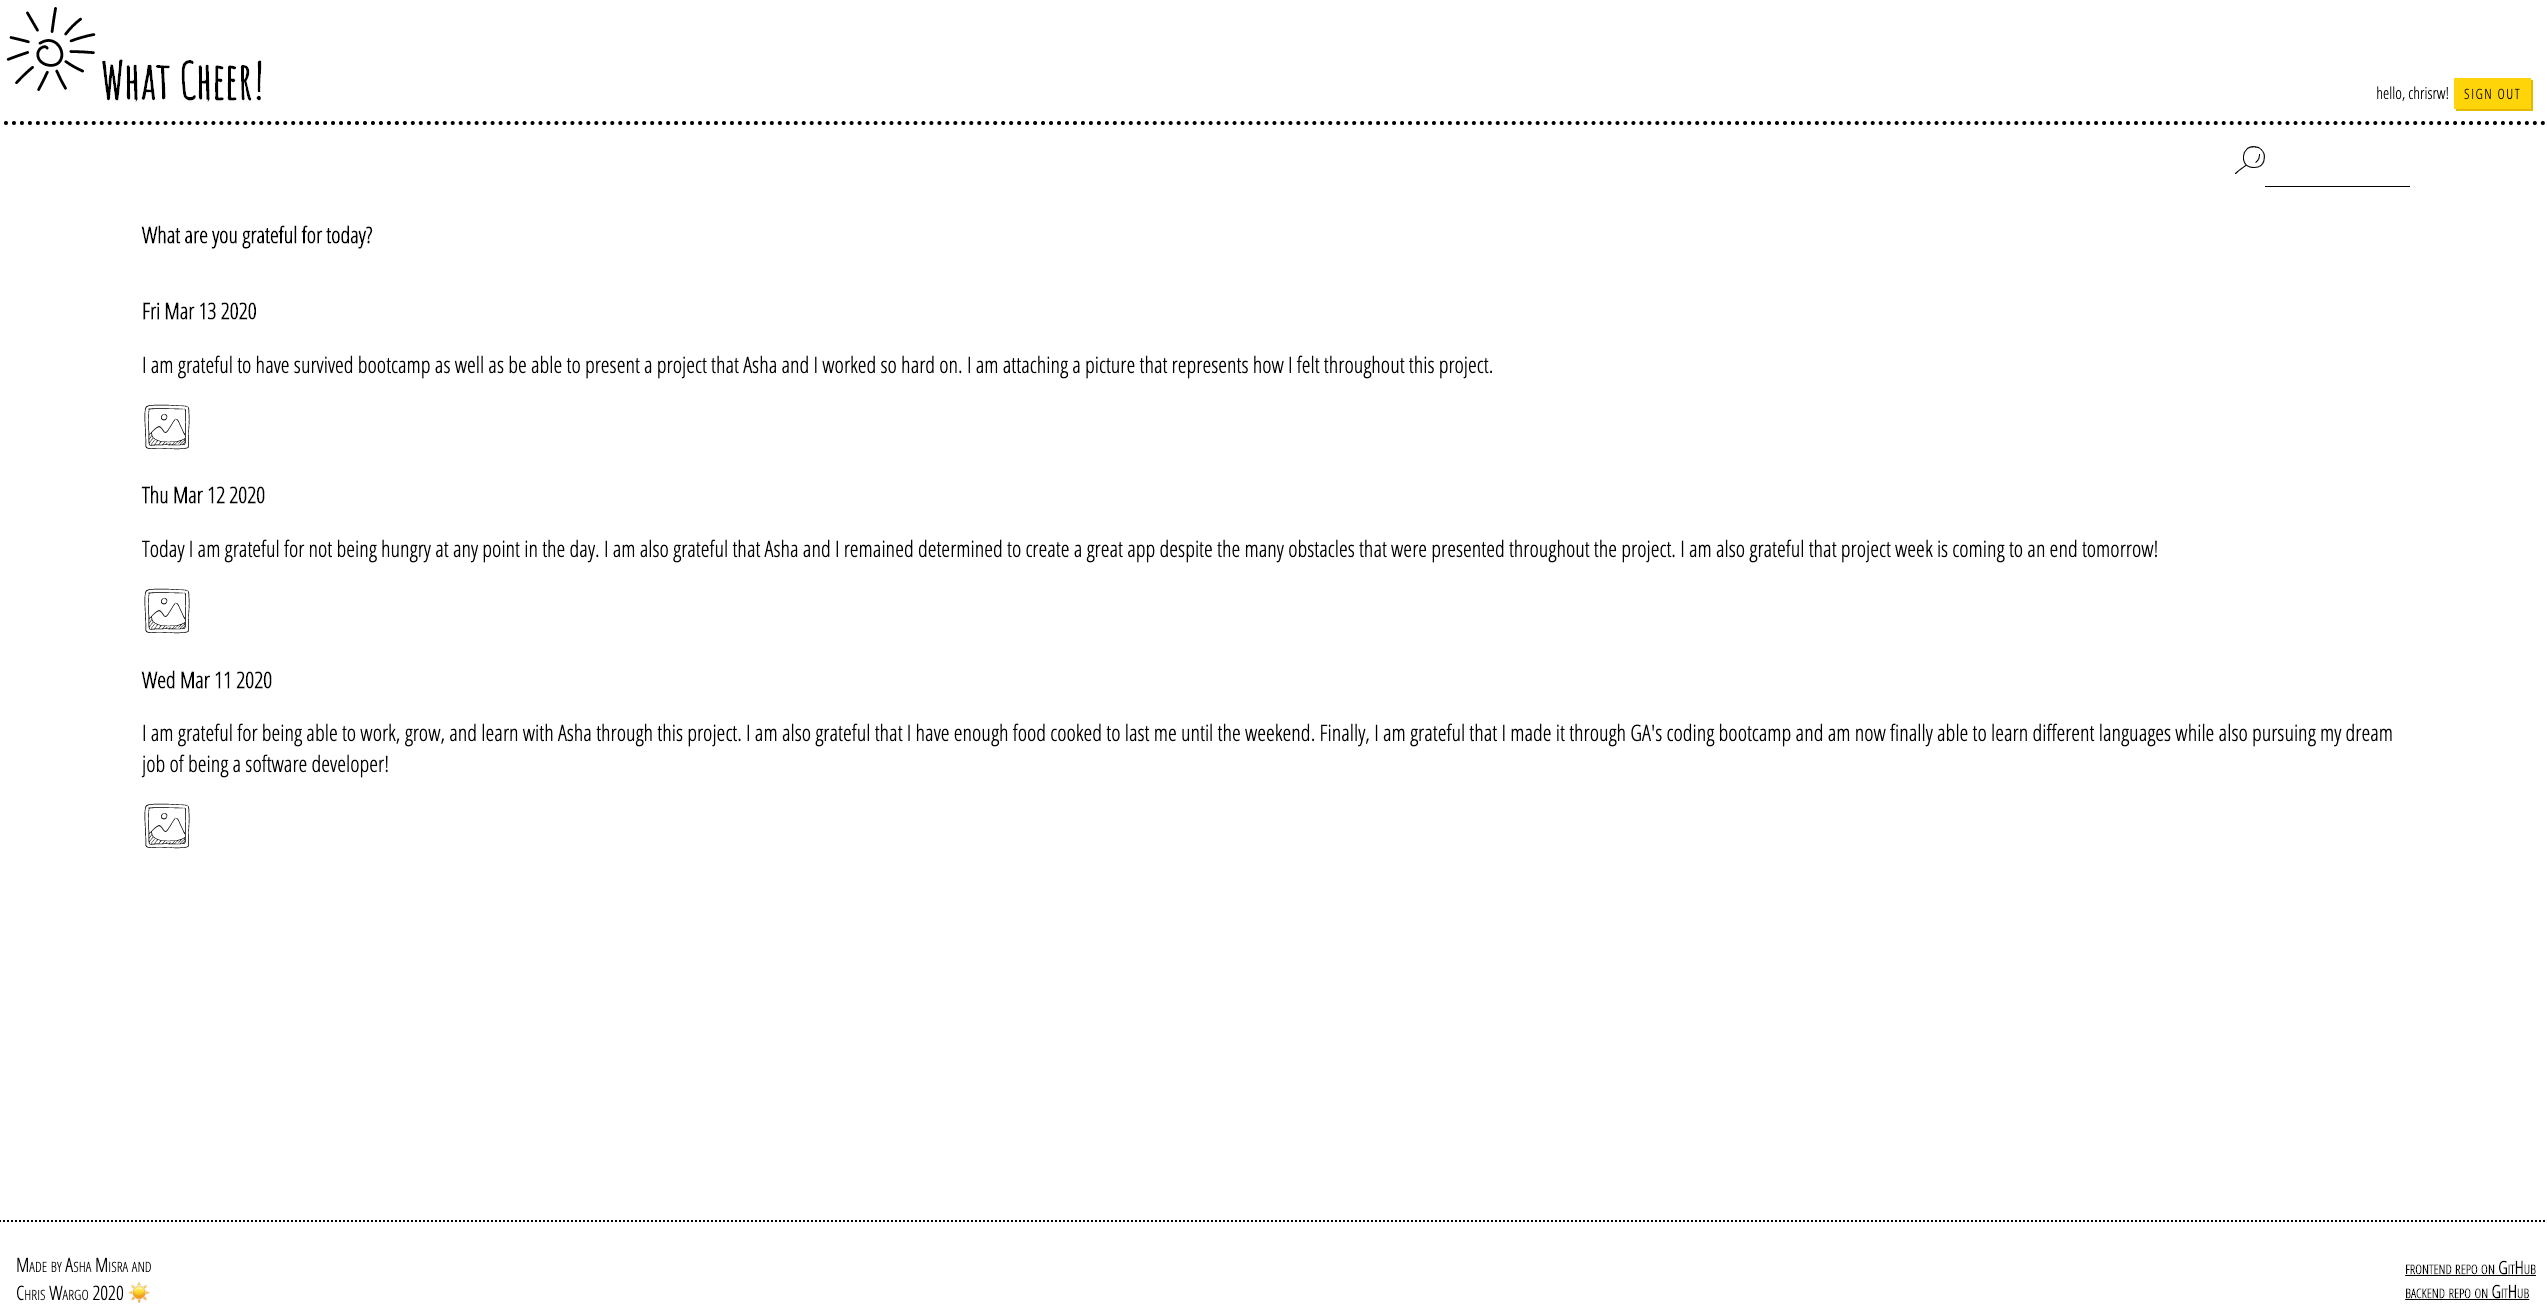 What Cheer!
hello, chrisrw! SIGN OUT
What are you grateful for today?
Fri Mar 13 2020
I am grateful to have survived bootcamp as well as be able to present a project that Asha and I worked so hard on. I am attaching a picture that represents how I felt throughout this project.
Thu Mar 12 2020
Today I am grateful for not being hungry at any point in the day. I am also grateful that Asha and I remained determined to create a great app despite the many obstacles that were presented throughout the project. I am also grateful that project week is coming to an end tomorrow!
Wed Mar 11 2020
I am grateful for being able to work, grow, and learn with Asha through this project. I am also grateful that I have enough food cooked to last me until the weekend. Finally, I am grateful that I made it through GA's coding bootcamp and am now finally able to learn different languages while also pursuing my dream
job of being a software developer!
Made by Asha Misra and
Chris Wargo 2020 ☀️
frontend repo on GitHub
backend repo on GitHub